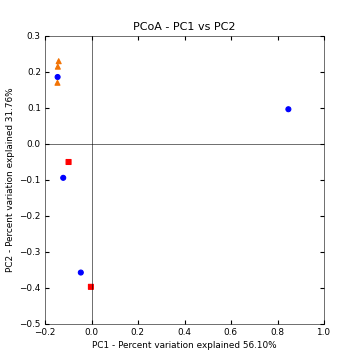 PCoA - PC1 vs PC2
0.3
0.2
0.1
0.0
−0.1
−0.2
−0.3
−0.4
−0.5
PC2 - Percent variation explained 31.76%
−0.2 0.0 0.2 0.4 0.6 0.8 1.0
PC1 - Percent variation explained 56.10%